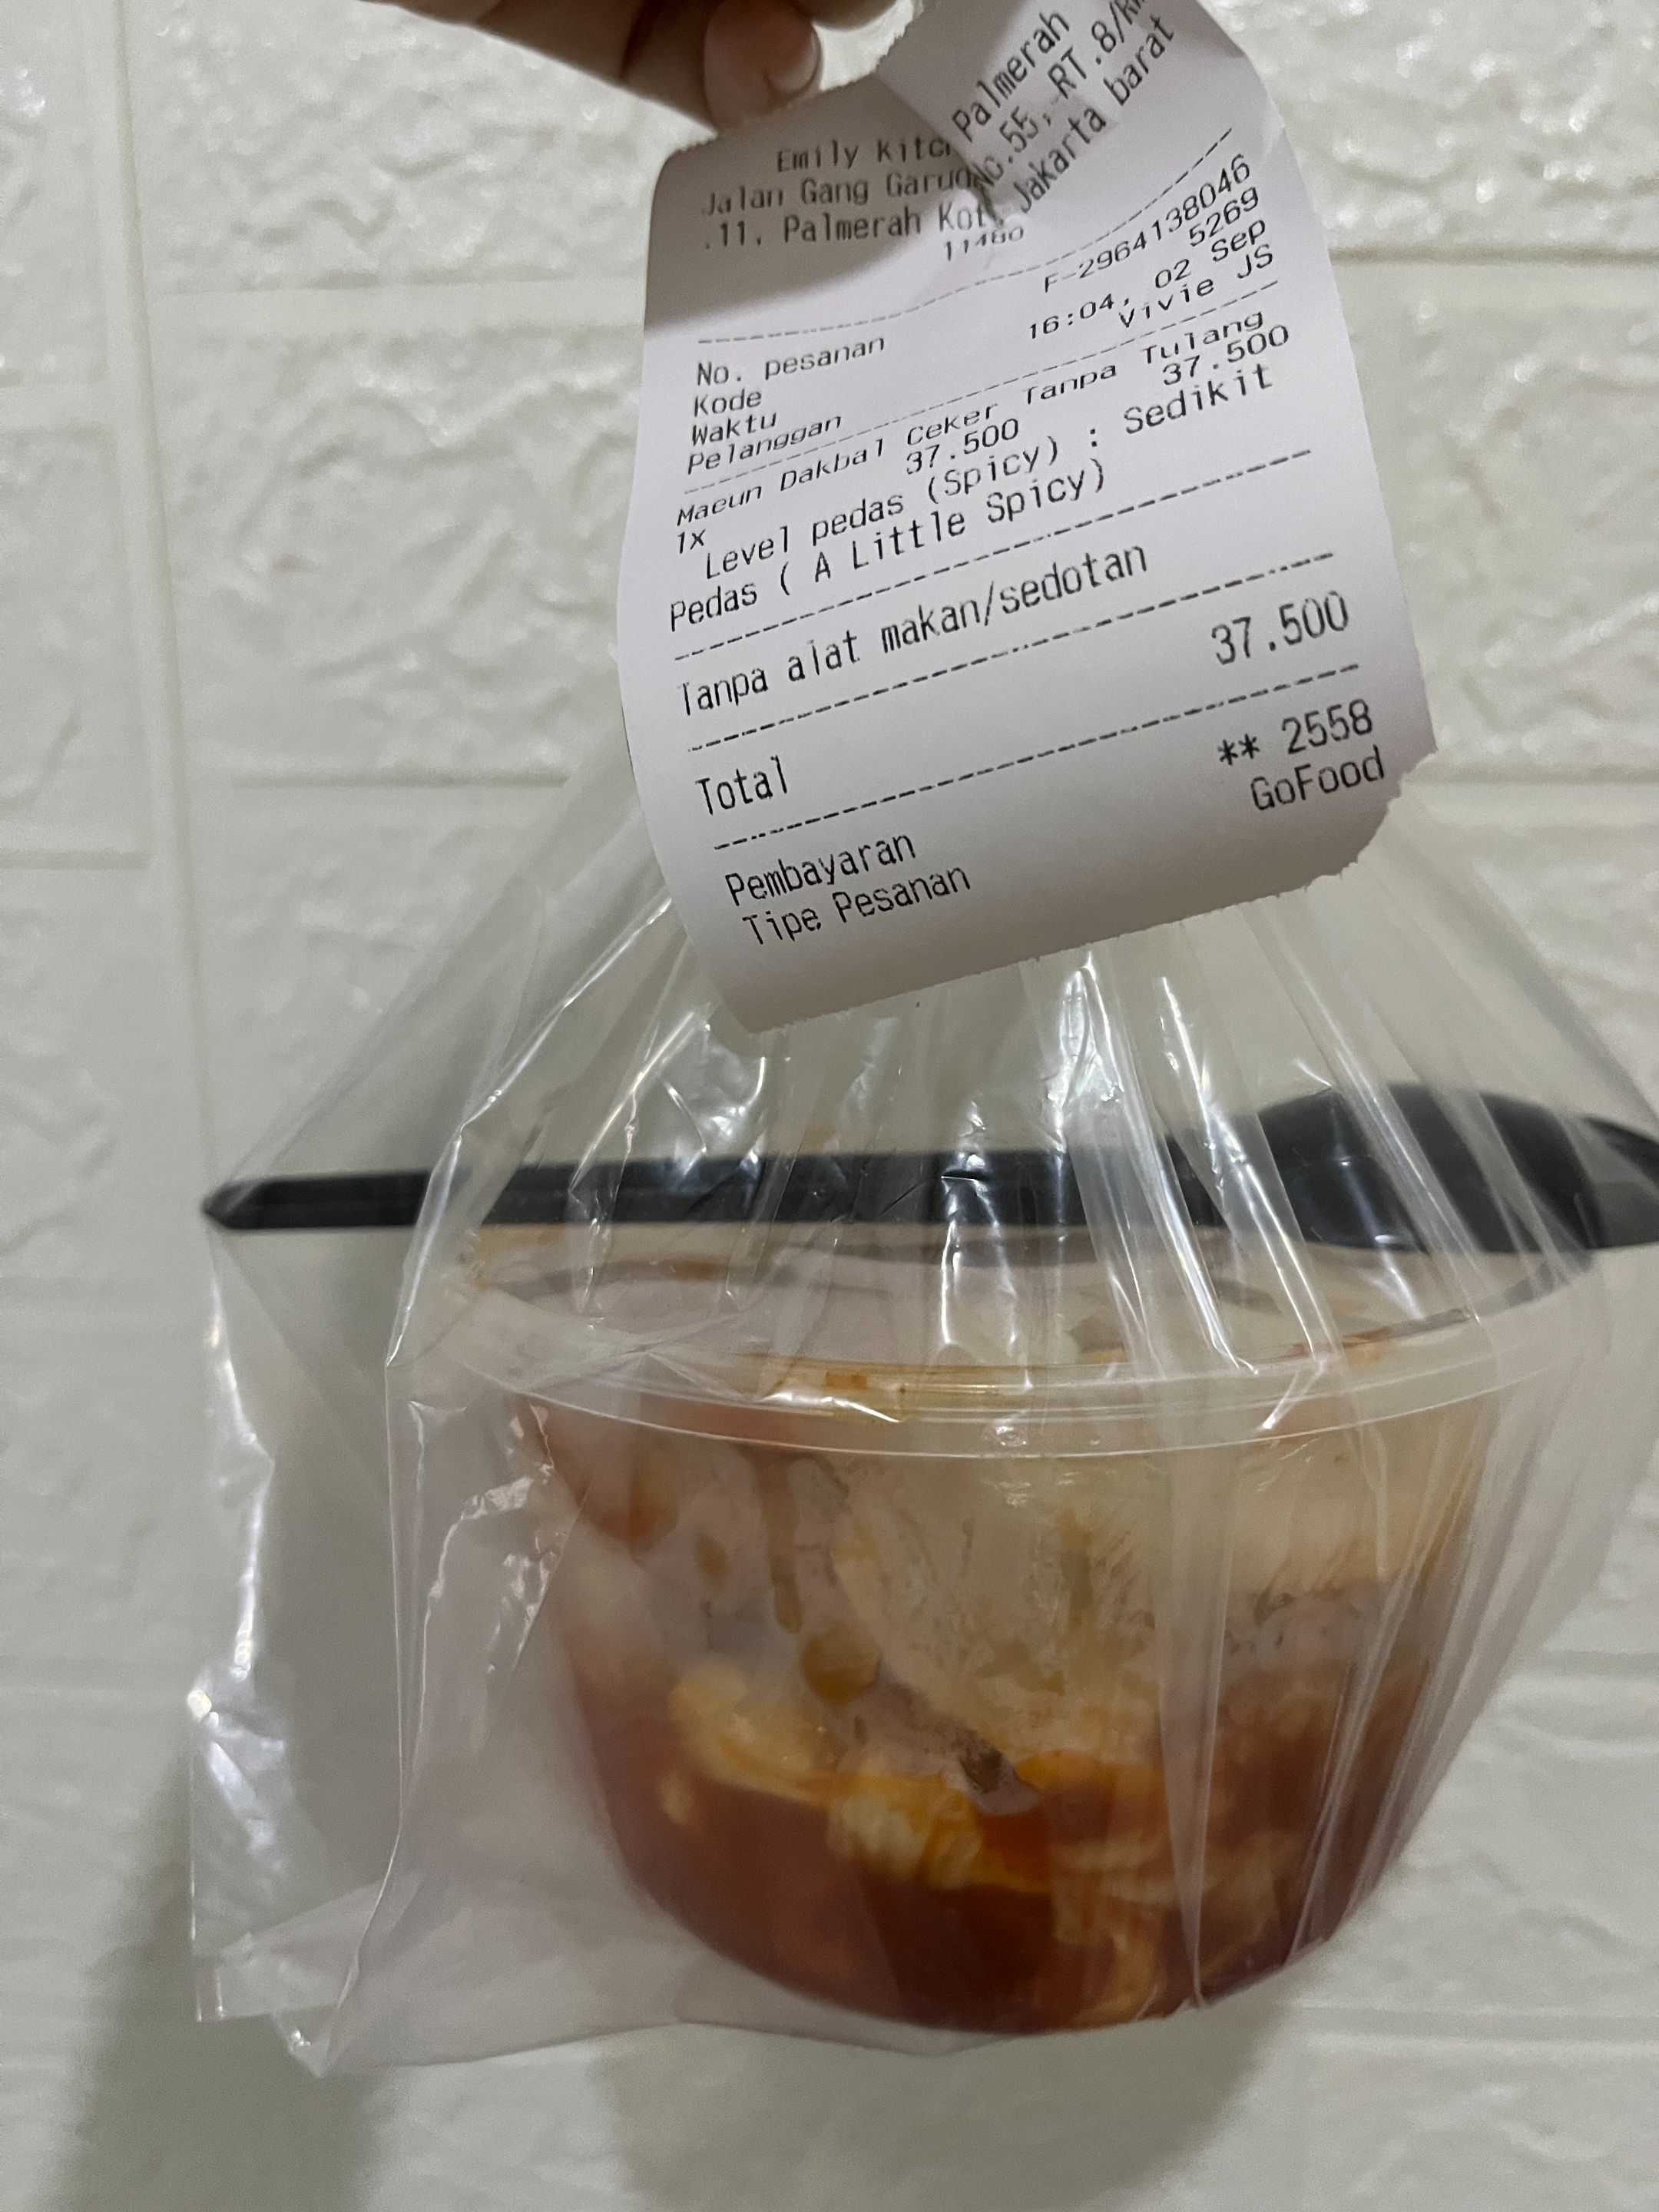 Emily Kitc
Palmerah
Jalan Gang Garuda No.55, RT.8/R
.11, Palmerah Kota Jakarta barat
11480
No. pesanan F-2964138046
Kode 5269
Waktu 16:04, 02 Sep
Pelanggan Vivie JS
Maeun Dakbal Ceker Tanpa Tulang
1x 37.500 37.500
Level pedas (Spicy) : Sedikit
Pedas ( A Little Spicy)
Tanpa alat makan/sedotan
Total 37.500
Pembayaran ** 2558
Tipe Pesanan GoFood